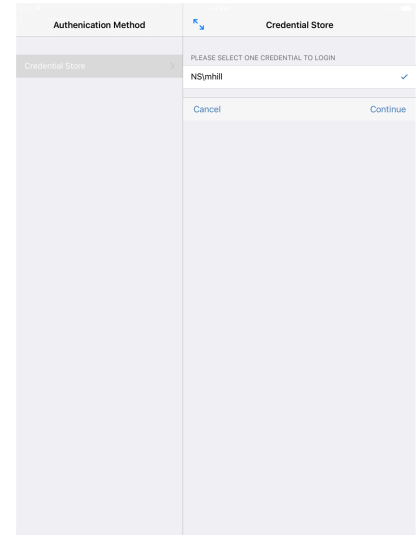 Authenication Method
Credential Store
Credential Store
PLEASE SELECT ONE CREDENTIAL TO LOGIN
NS\mhill
Cancel
Continue